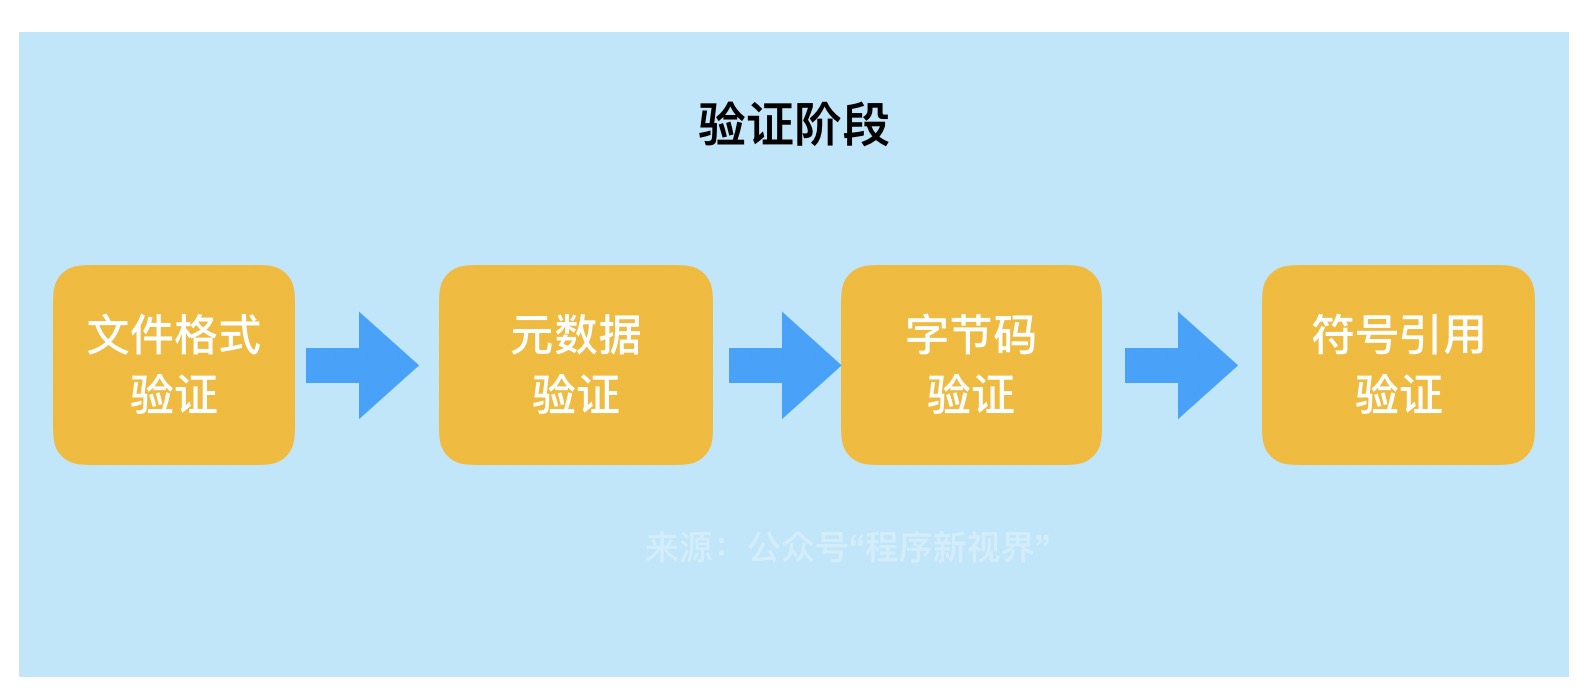 验证阶段
文件格式
验证
元数据
验证
字节码
验证
符号引用
验证
来源：公众号“程序新视界”